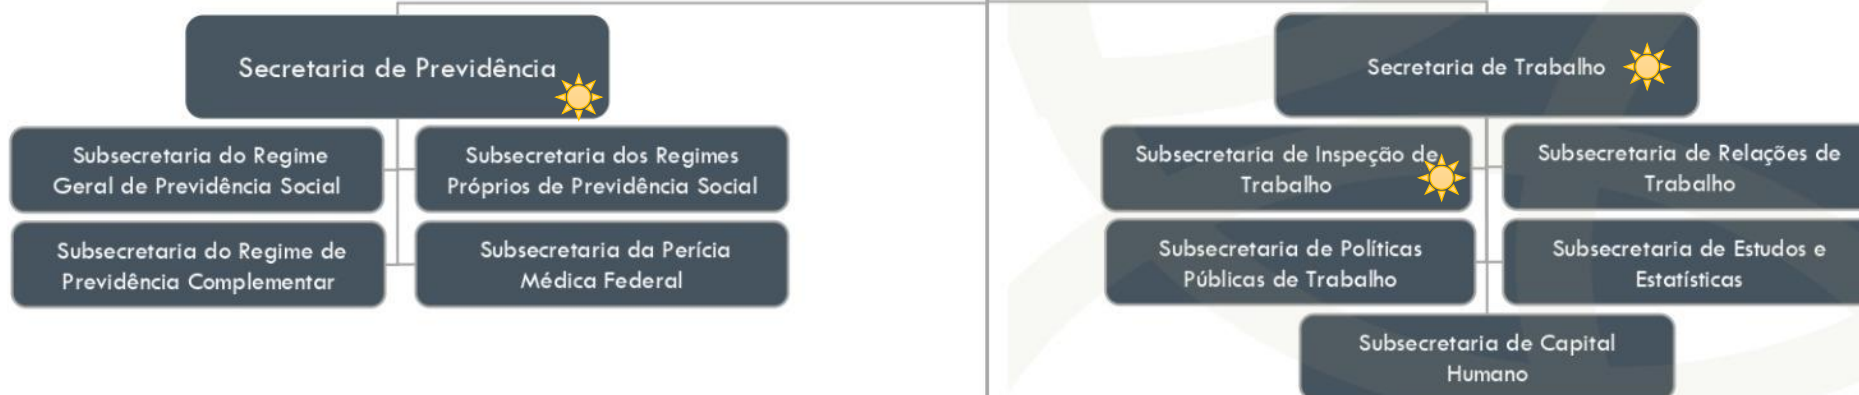 Secretaria de Previdência
Subsecretaria do Regime
Geral de Previdência Social
Subsecretaria dos Regimes
Próprios de Previdência Social
Subsecretaria do Regime de
Previdência Complementar
Subsecretaria da Perícia
Médica Federal
Secretaria de Trabalho
Subsecretaria de Inspeção de
Trabalho
Subsecretaria de Relações de
Trabalho
Subsecretaria de Políticas
Públicas de Trabalho
Subsecretaria de Estudos e
Estatísticas
Subsecretaria de Capital
Humano